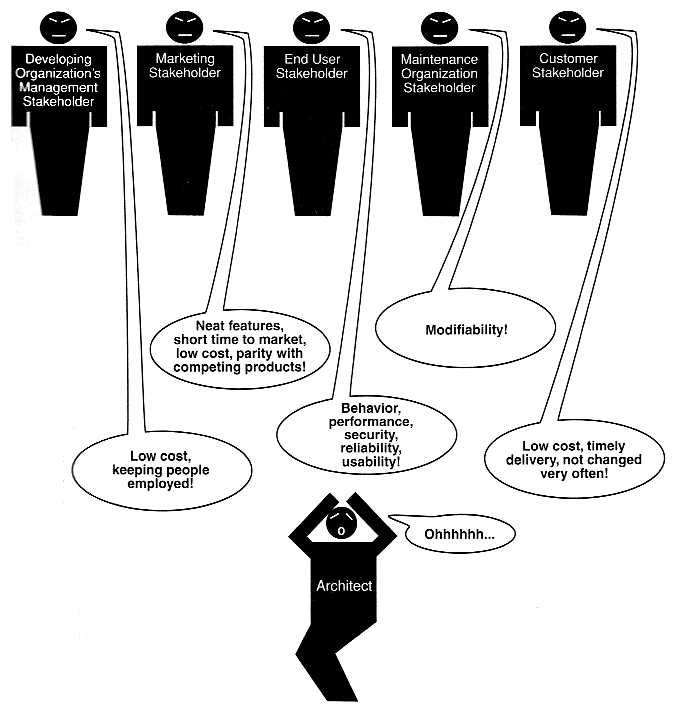 Developing
Organization's
Management
Stakeholder
Marketing
Stakeholder
End User
Stakeholder
Maintenance
Organization
Stakeholder
Customer
Stakeholder
Neat features,
short time to market,
low cost, parity with
competing products!
Modifiability!
Behavior,
performance,
security,
reliability,
usability!
Low cost,
keeping people
employed!
Low cost, timely
delivery, not changed
very often!
Ohhhhhh...
Architect